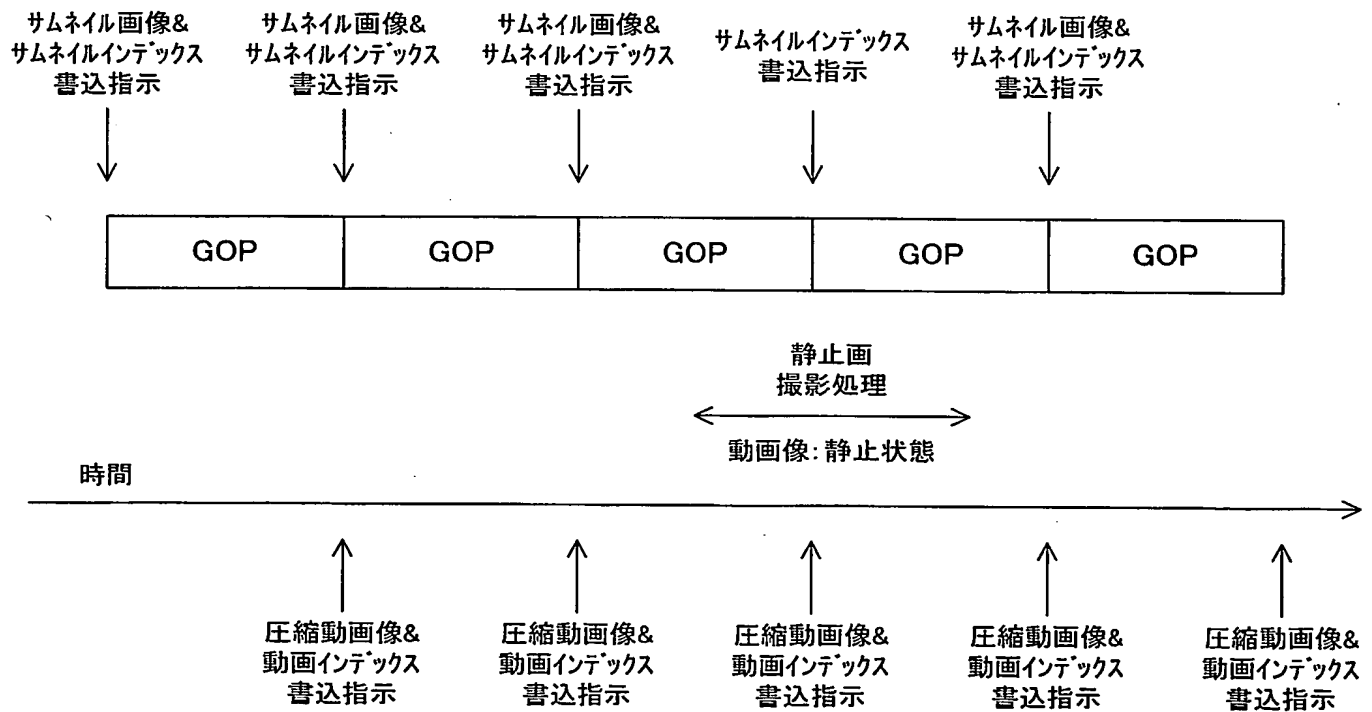 サムネイル画像&
サムネイルインデックス
書込指示
サムネイル画像&
サムネイルインデックス
書込指示
サムネイル画像&
サムネイルインデックス
書込指示
サムネイルインデックス
書込指示
サムネイル画像&
サムネイルインデックス
書込指示
GOP
GOP
GOP
GOP
GOP
静止画
撮影処理
動画像:静止状態
時間
圧縮動画像&
動画インデックス
書込指示
圧縮動画像&
動画インデックス
書込指示
圧縮動画像&
動画インデックス
書込指示
圧縮動画像&
動画インデックス
書込指示
圧縮動画像&
動画インデックス
書込指示